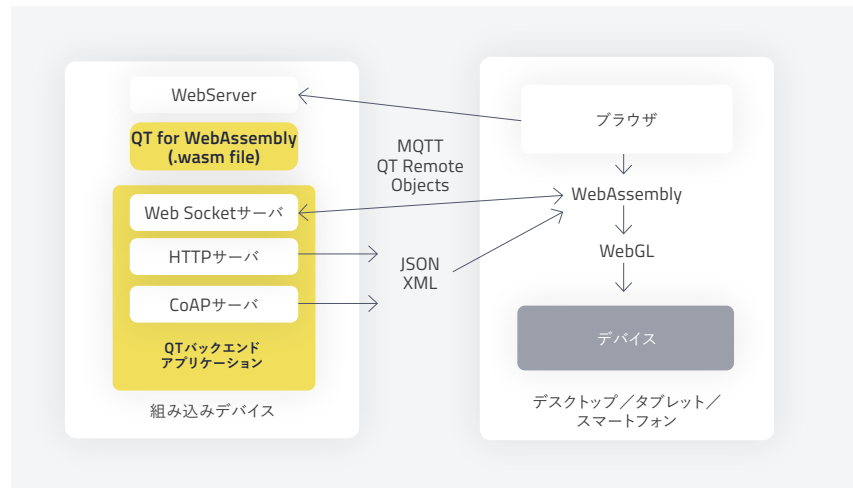 WebServer
QT for WebAssembly
(.wasm file)
Web Socketサーバ
HTTPサーバ
CoAPサーバ
QTバックエンド
アプリケーション
組み込みデバイス
MQTT
QT Remote
Objects
JSON
XML
ブラウザ
WebAssembly
WebGL
デバイス
デスクトップ／タブレット／
スマートフォン